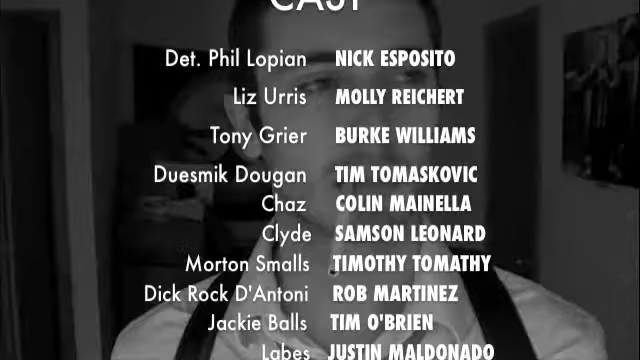 CAST
Det. Phil Lopian NICK ESPOSITO
Liz Urris MOLLY REICHERT
Tony Grier BURKE WILLIAMS
Duesmik Dougan TIM TOMASKOVIC
Chaz COLIN MAINELLA
Clyde SAMSON LEONARD
Morton Smalls TIMOTHY TOMATHY
Dick Rock D'Antoni ROB MARTINEZ
Jackie Balls TIM O'BRIEN
Labes JUSTIN MALDONADO